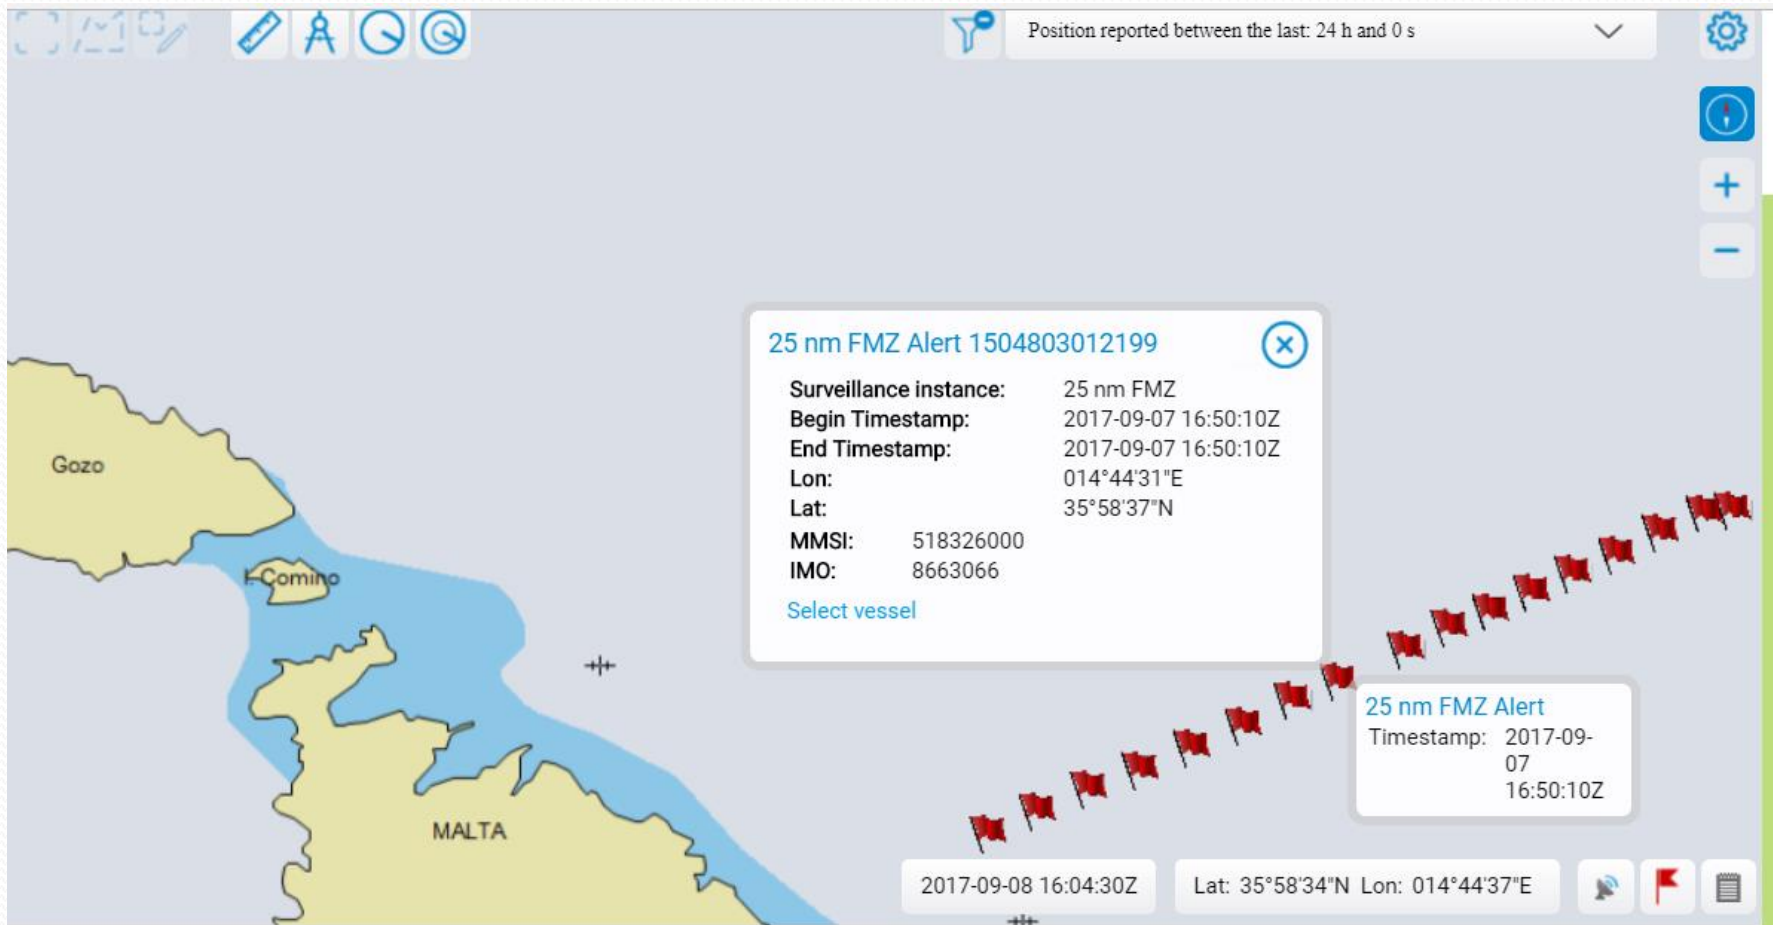 Position reported between the last: 24 h and 0 s
25 nm FMZ Alert 1504803012199
Surveillance instance: 25 nm FMZ
Begin Timestamp: 2017-09-07 16:50:10Z
End Timestamp: 2017-09-07 16:50:10Z
Lon: 014°44'31"E
Lat: 35°58'37"N
MMSI: 518326000
IMO: 8663066
Select vessel
Gozo
I. Comino
MALTA
25 nm FMZ Alert
Timestamp: 2017-09-
07
16:50:10Z
2017-09-08 16:04:30Z
Lat: 35°58'34"N Lon: 014°44'37"E